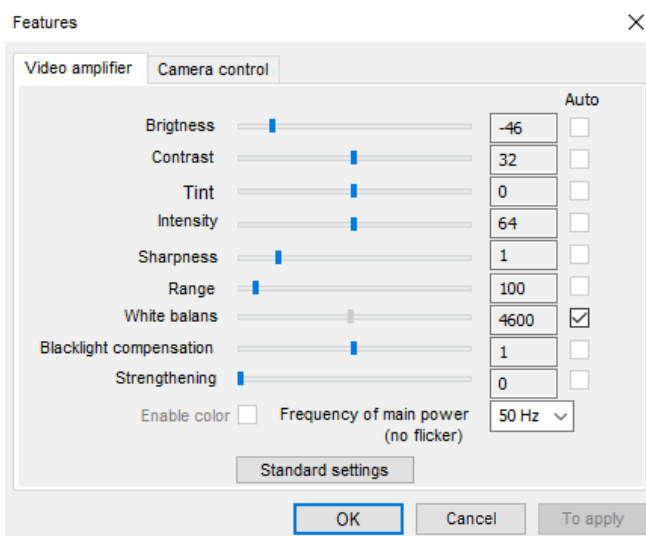 Features
Video amplifier Camera control
Auto
Brigtness -46
Contrast 32
Tint 0
Intensity 64
Sharpness 1
Range 100
White balans 4600
Blacklight compensation 1
Strengthening 0
Enable color Frequency of main power 50 Hz
(no flicker)
Standard settings
OK Cancel To apply